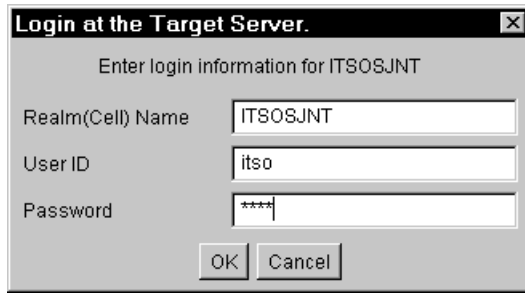 Login at the Target Server.
Enter login information for ITSOSJNT
Realm(Cell) Name ITSOSJNT
User ID itso
Password ****
OK Cancel